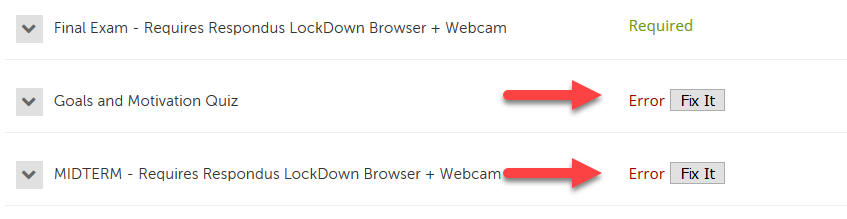 Final Exam - Requires Respondus LockDown Browser + Webcam Required
Goals and Motivation Quiz Error Fix It
MIDTERM - Requires Respondus LockDown Browser + Webcam Error Fix It